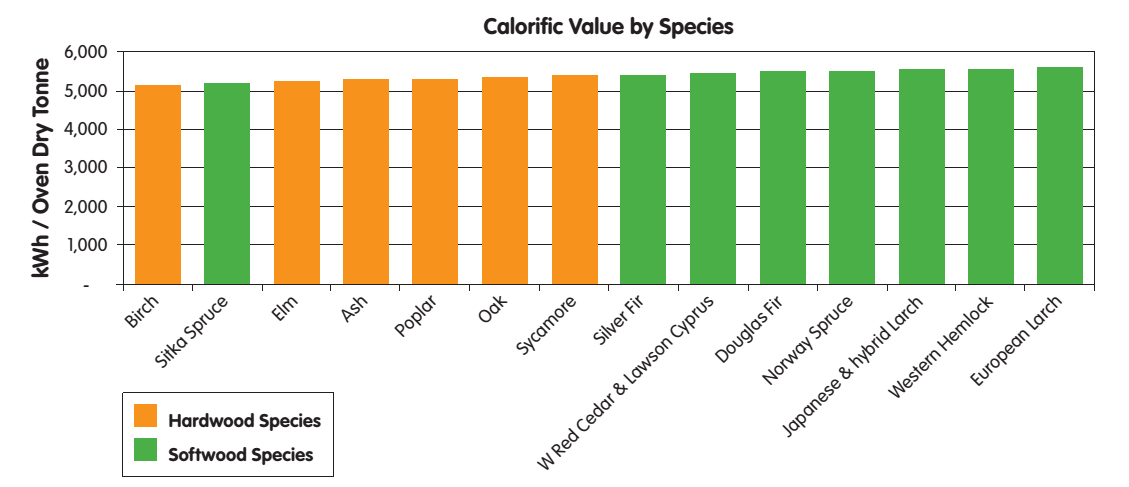 Calorific Value by Species
kWh / Oven Dry Tonne
6,000
5,000
4,000
3,000
2,000
1,000
-
Birch
Sitka Spruce
Elm
Ash
Poplar
Oak
Sycamore
Silver Fir
W Red Cedar & Lawson Cyprus
Douglas Fir
Norway Spruce
Japanese & hybrid Larch
Western Hemlock
European Larch
Hardwood Species
Softwood Species